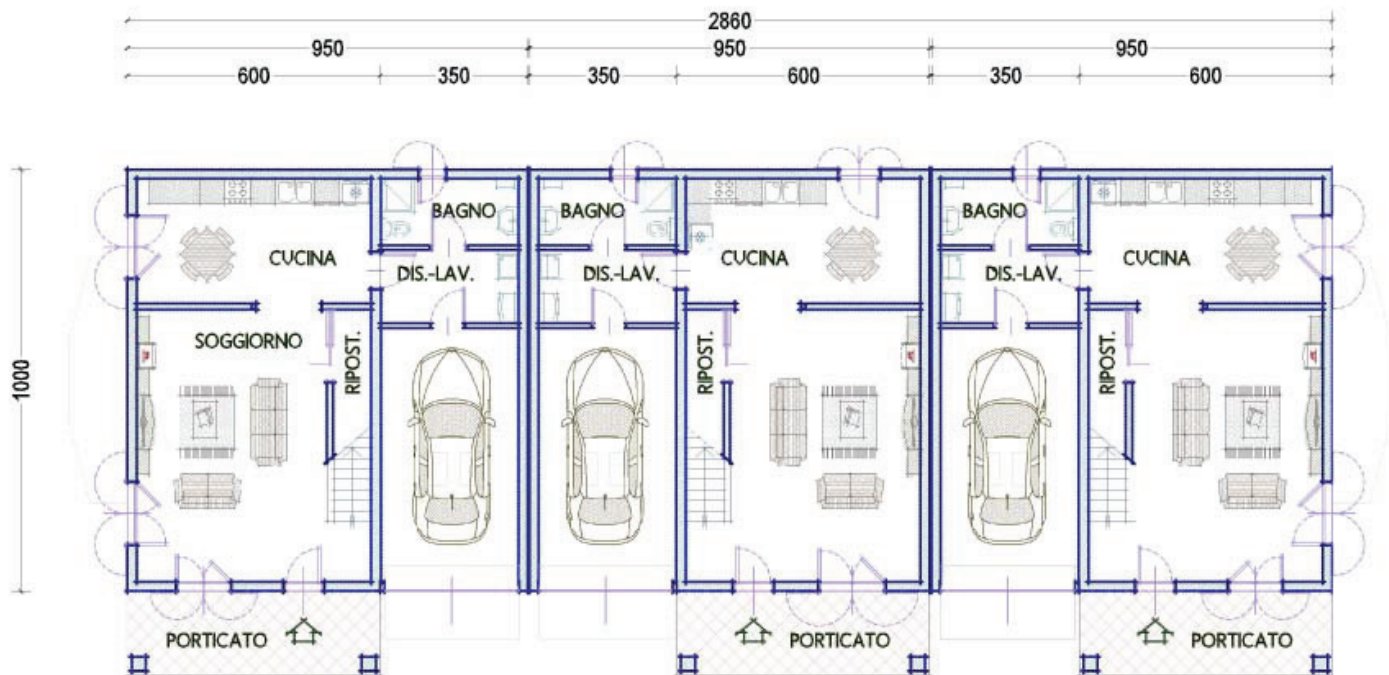 2860
950 950 950
600 350 350 600 350 600
BAGNO BAGNO BAGNO
CUCINA DIS.-LAV. DIS.-LAV. CUCINA DIS.-LAV. CUCINA
SOGGIORNO RIPOST. RIPOST. RIPOST.
1000
PORTICATO PORTICATO PORTICATO